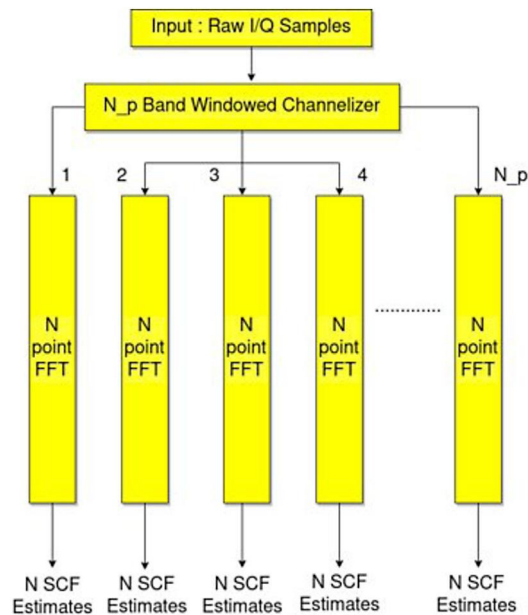 Input : Raw I/Q Samples
N_p Band Windowed Channelizer
1
2
3
4
N_p
N
point
FFT
N
point
FFT
N
point
FFT
N
point
FFT
N
point
FFT
N SCF
Estimates
N SCF
Estimates
N SCF
Estimates
N SCF
Estimates
N SCF
Estimates